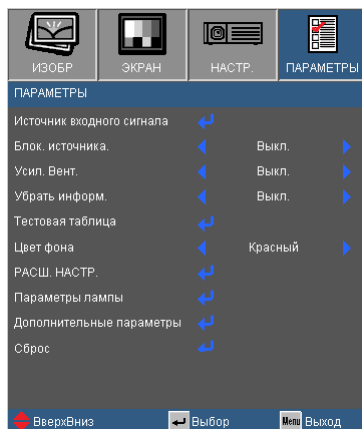 ИЗОБР ЭКРАН НАСТР. ПАРАМЕТРЫ
ПАРАМЕТРЫ
Источник входного сигнала
Блок. источника. Выкл.
Усил. Вент. Выкл.
Убрать информ. Выкл.
Тестовая таблица
Цвет фона Красный
РАСШ. НАСТР.
Параметры лампы
Дополнительные параметры
Сброс
ВверхВниз Выбор Menu Выход